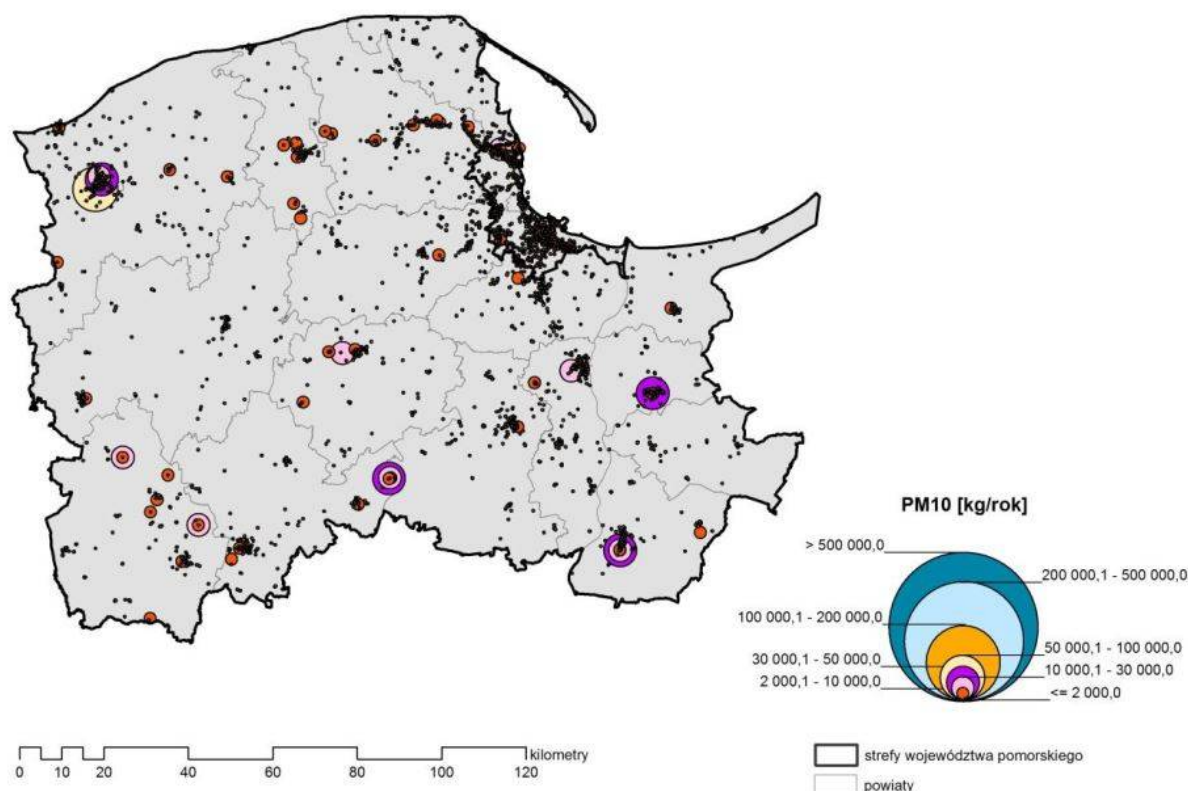 PM10 [kg/rok]
> 500 000,0
200 000,1 - 500 000,0
100 000,1 - 200 000,0
50 000,1 - 100 000,0
30 000,1 - 50 000,0
10 000,1 - 30 000,0
2 000,1 - 10 000,0
<= 2 000,0
kilometry
0 10 20 40 60 80 100 120
strefy województwa pomorskiego
powiaty